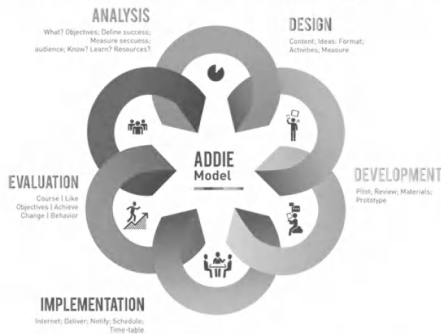 ANALYSIS
What? Objectives; Define success;
Measure seccuess;
audience; Know? Learn? Resources?
DESIGN
Content; Ideas; Format;
Activities; Measure
ADDIE
Model
EVALUATION
Course | Like
Objectives | Achieve
Change | Behavior
DEVELOPMENT
Pilot; Review; Materials;
Prototype
IMPLEMENTATION
Internet; Deliver; Notify; Schedule;
Time-table